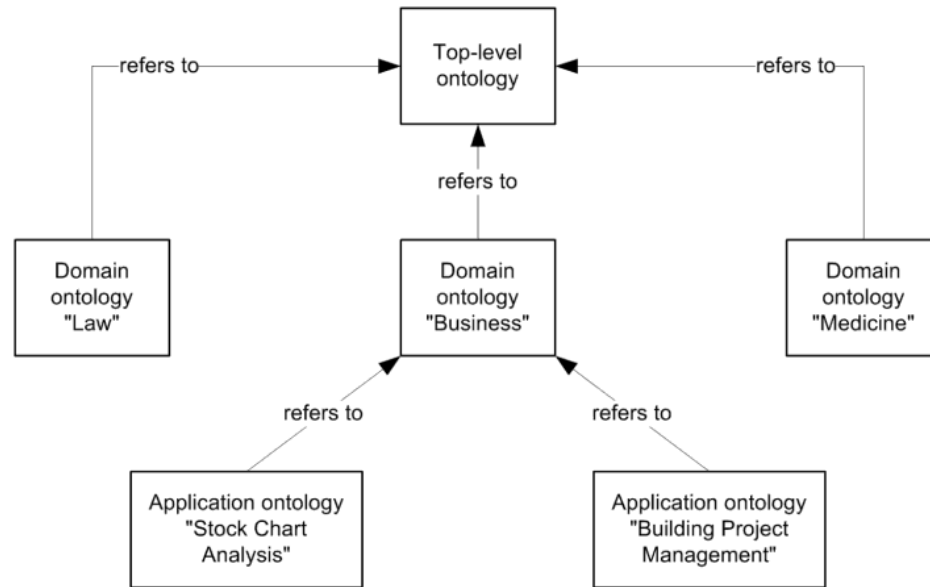 Top-level
ontology
refers to
refers to
refers to
Domain
ontology
"Law"
Domain
ontology
"Business"
Domain
ontology
"Medicine"
refers to
refers to
Application ontology
"Stock Chart
Analysis"
Application ontology
"Building Project
Management"